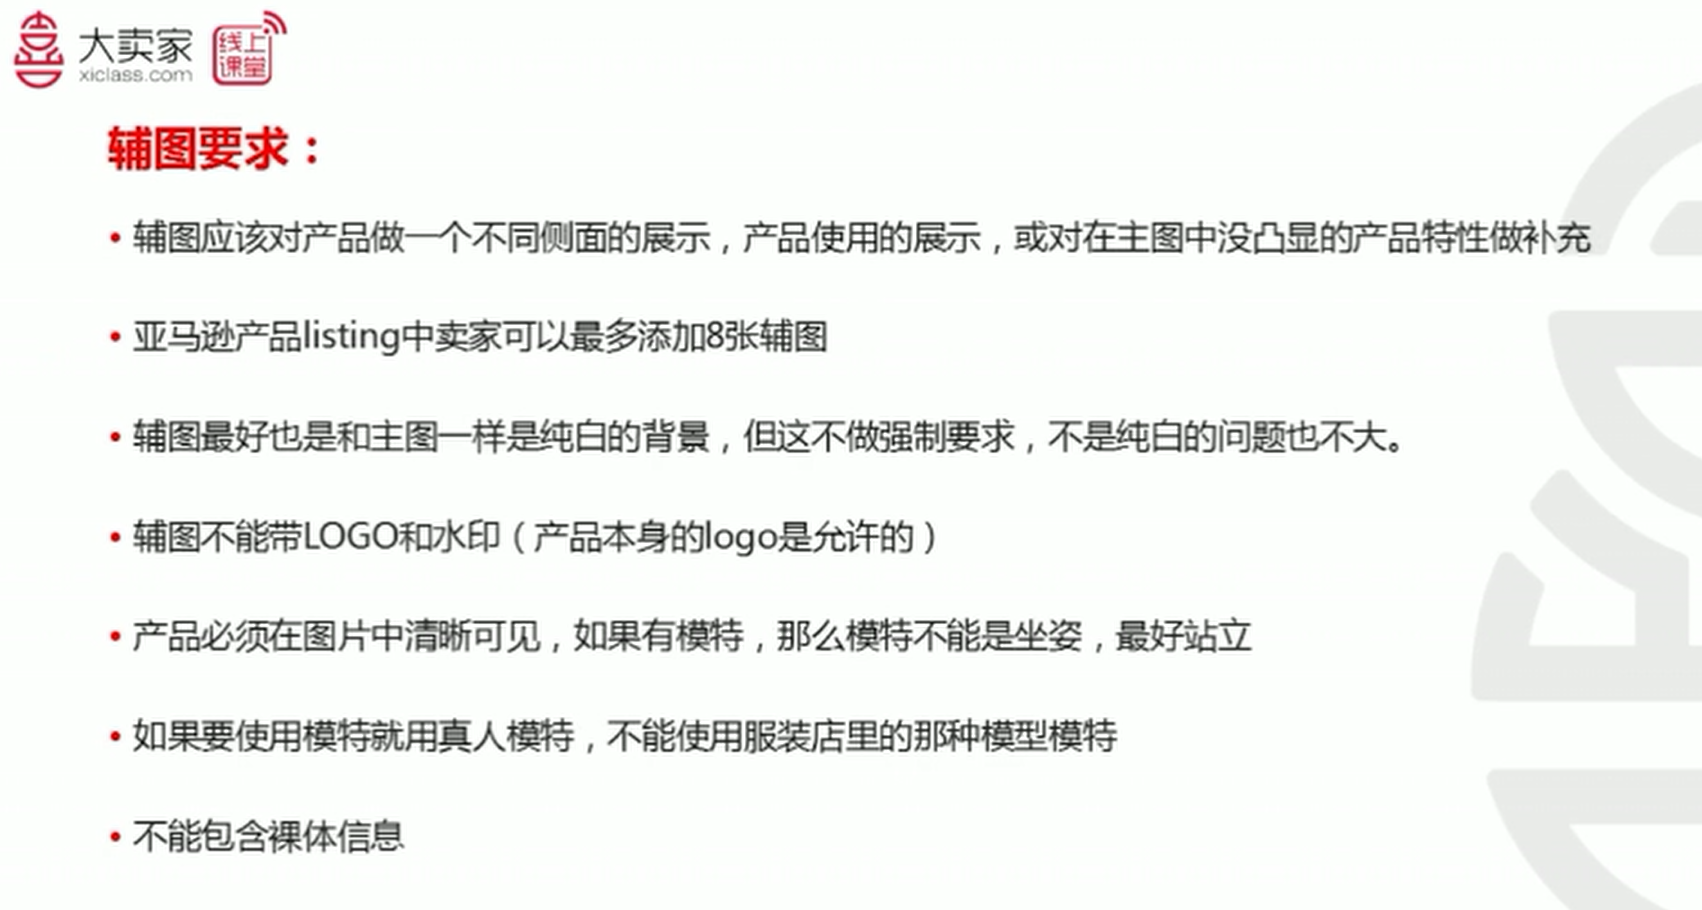 大卖家
xiclass.com
线上
课堂
辅图要求：
• 辅图应该对产品做一个不同侧面的展示，产品使用的展示，或对在主图中没凸显的产品特性做补充
• 亚马逊产品listing中卖家可以最多添加8张辅图
• 辅图最好也是和主图一样是纯白的背景，但这不做强制要求，不是纯白的问题也不大。
• 辅图不能带LOGO和水印（产品本身的logo是允许的）
• 产品必须在图片中清晰可见，如果有模特，那么模特不能是坐姿，最好站立
• 如果要使用模特就用真人模特，不能使用服装店里的那种模型模特
• 不能包含裸体信息